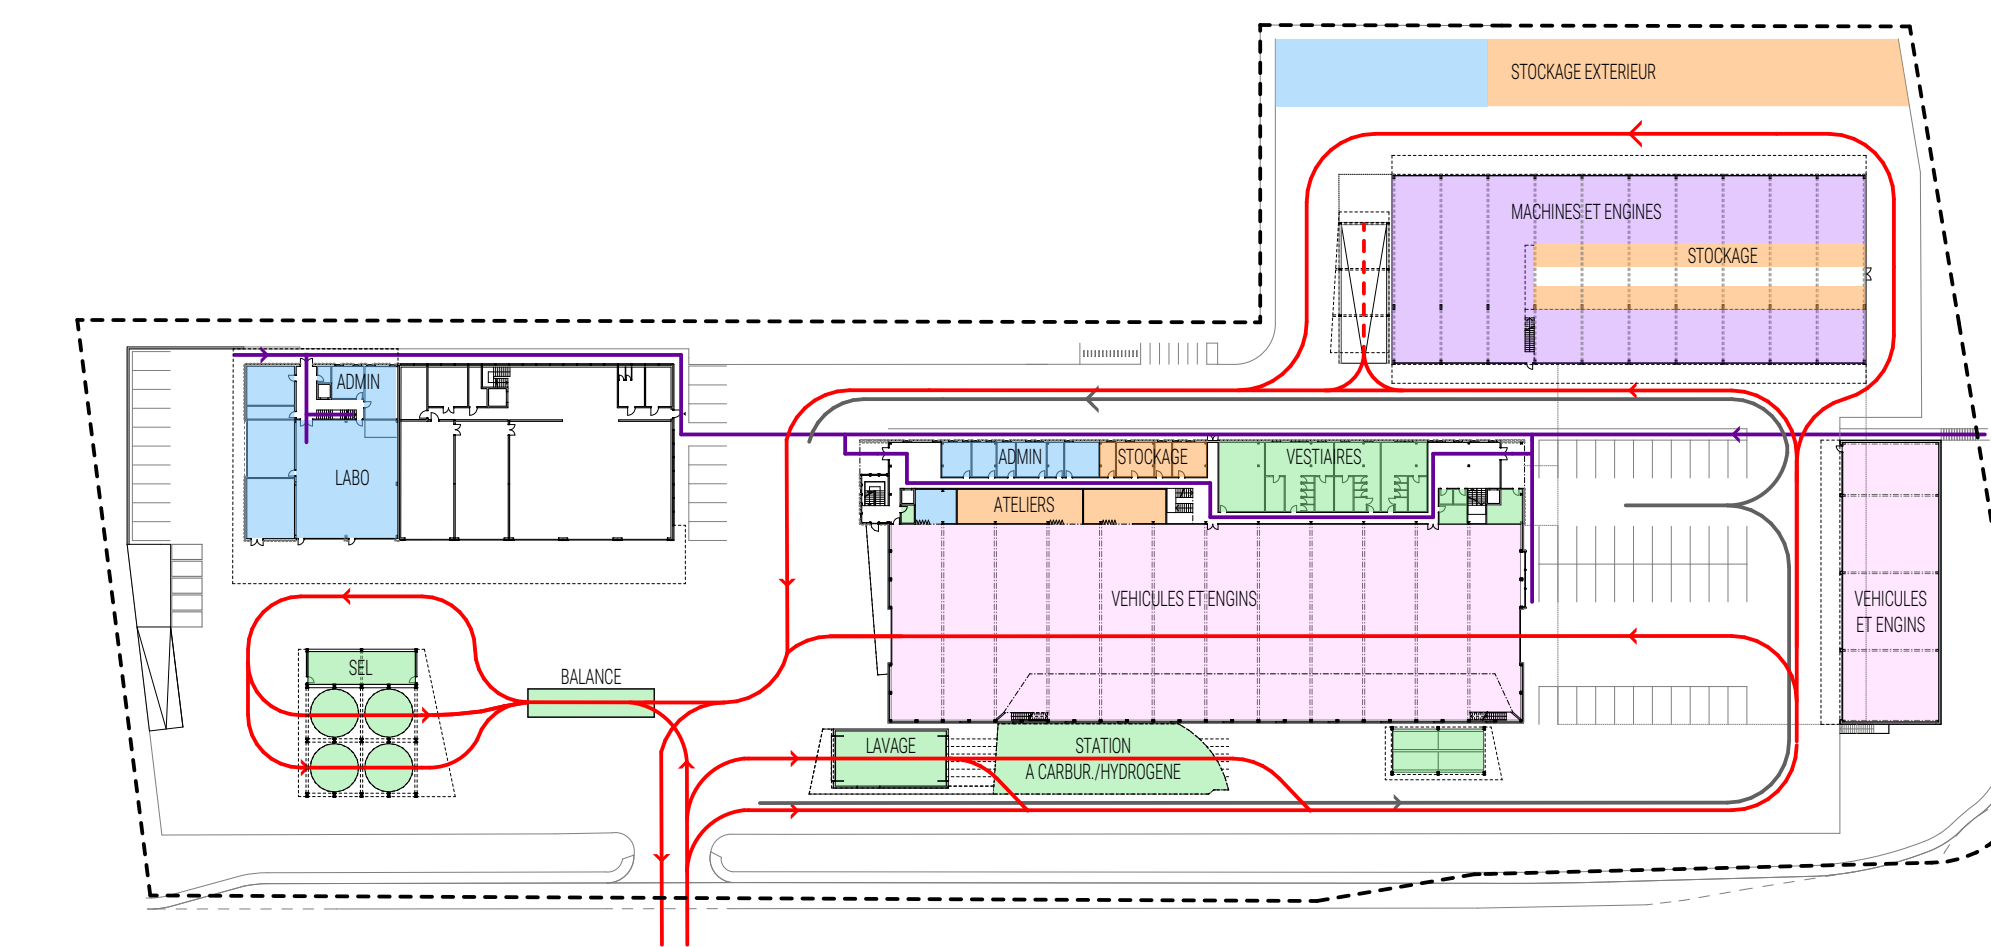 STOCKAGE EXTERIEUR
MACHINES ET ENGINES
STOCKAGE
ADMIN
LABO
ADMIN
STOCKAGE
VESTIAIRES
ATELIERS
VEHICULES ET ENGINS
VEHICULES
ET ENGINS
SEL
BALANCE
LAVAGE
STATION
A CARBUR./HYDROGENE